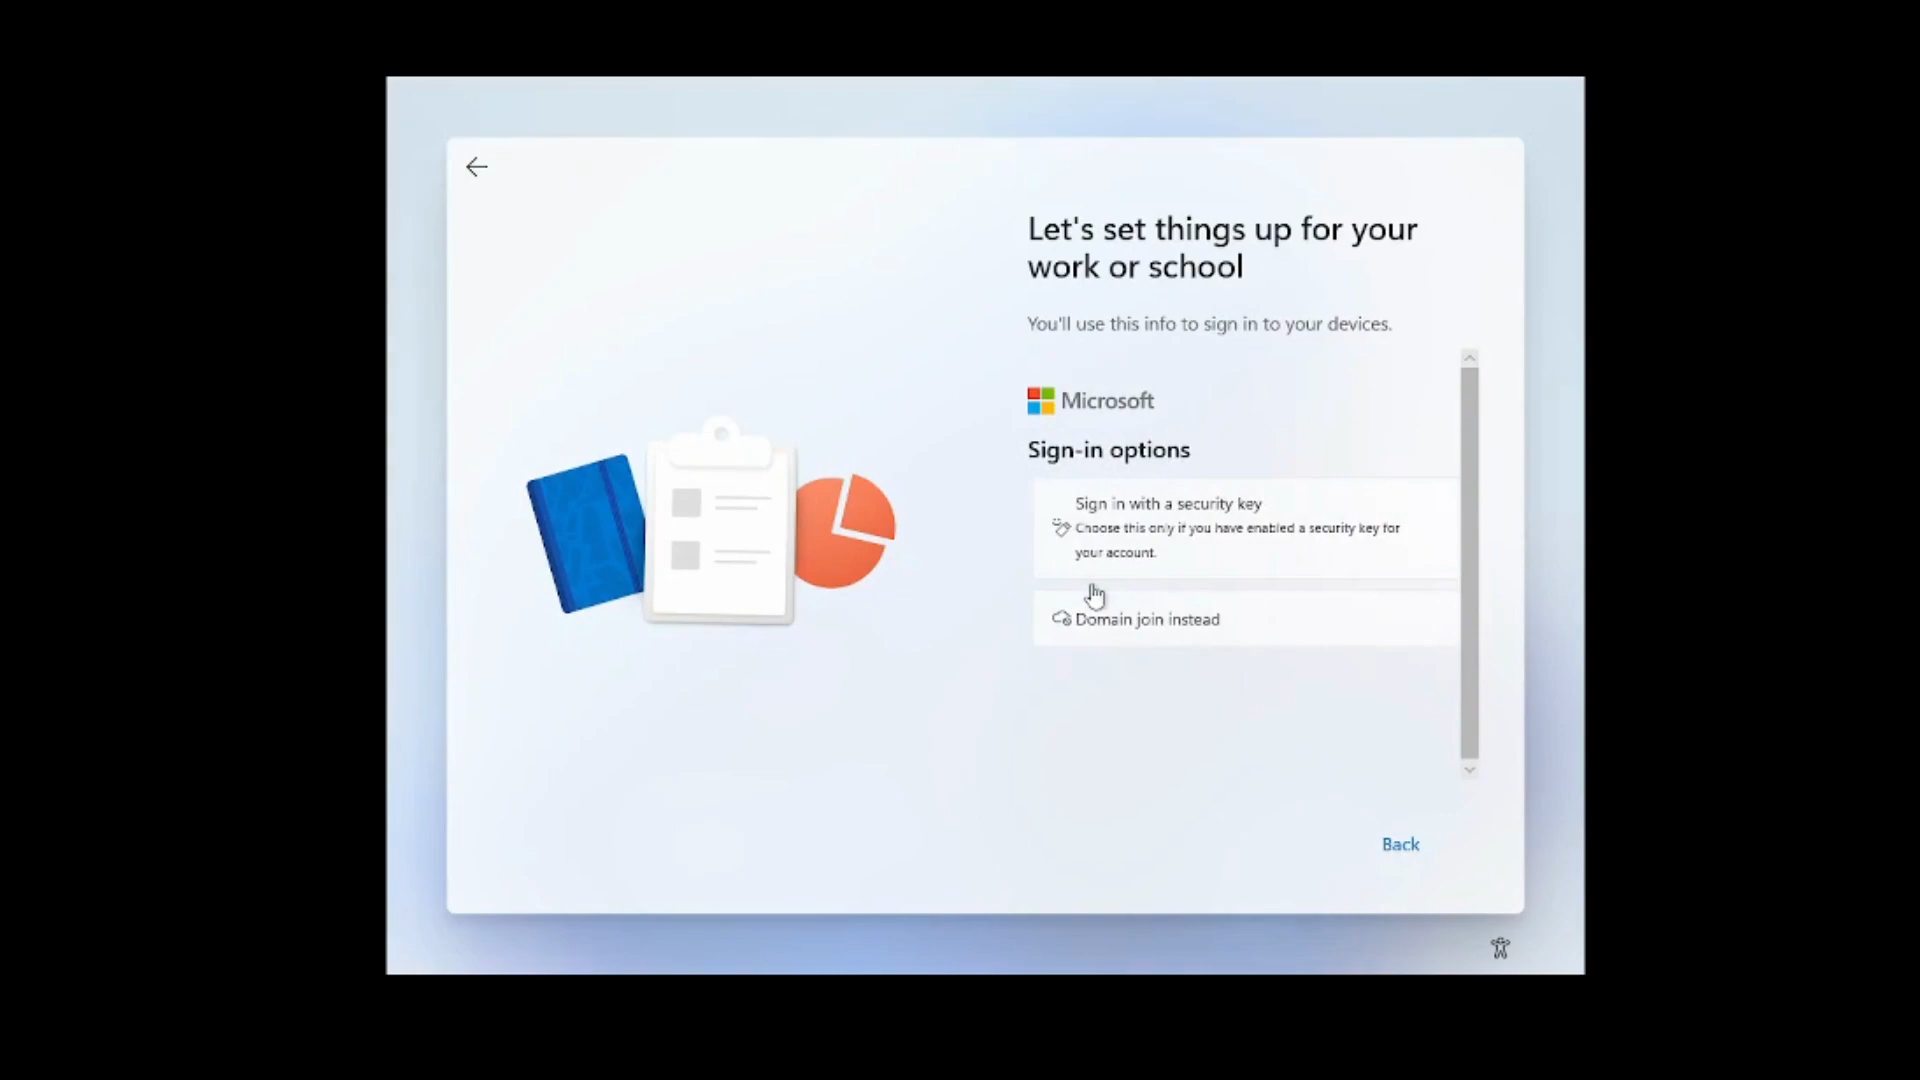 Let's set things up for your
work or school
You'll use this info to sign in to your devices.
Microsoft
Sign-in options
Sign in with a security key
Choose this only if you have enabled a security key for
your account.
Domain join instead
Back